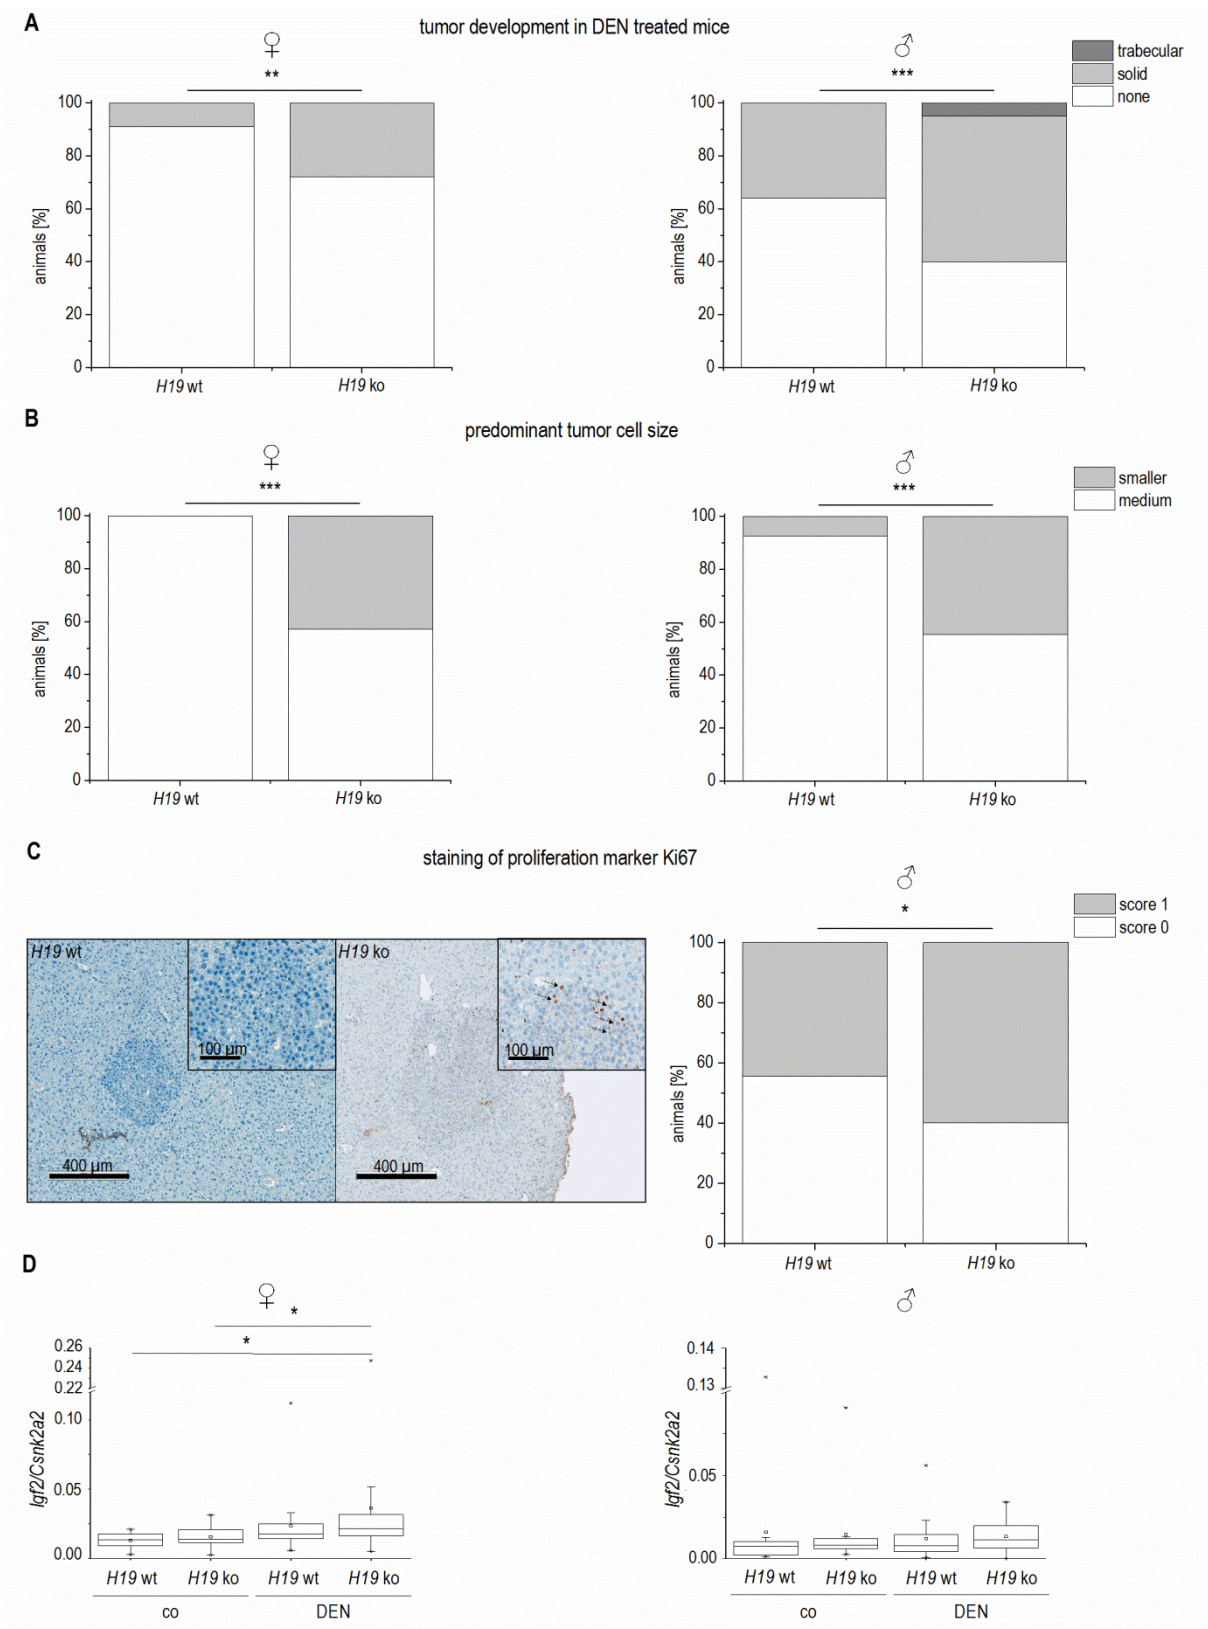 A
tumor development in DEN treated mice
♀
**
♂
***
trabecular
solid
none
animals [%]
100
80
60
40
20
0
H19 wt
H19 ko
animals [%]
100
80
60
40
20
0
H19 wt
H19 ko
B
predominant tumor cell size
♀
***
♂
***
smaller
medium
animals [%]
100
80
60
40
20
0
H19 wt
H19 ko
animals [%]
100
80
60
40
20
0
H19 wt
H19 ko
C
staining of proliferation marker Ki67
H19 wt
100 µm
400 µm
H19 ko
100 µm
400 µm
♂
*
score 1
score 0
animals [%]
100
80
60
40
20
0
H19 wt
H19 ko
D
♀
*
*
Igf2/Csnk2a2
0.26
0.24
0.22
0.10
0.05
0.00
H19 wt
H19 ko
H19 wt
H19 ko
co
DEN
♂
Igf2/Csnk2a2
0.14
0.13
0.05
0.00
H19 wt
H19 ko
H19 wt
H19 ko
co
DEN